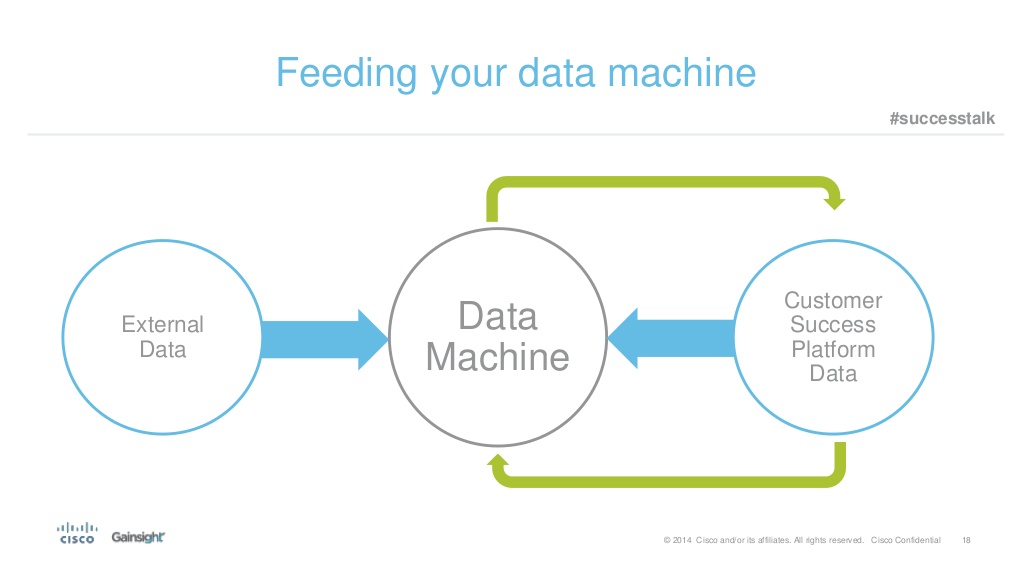 Feeding your data machine
#successtalk
External
Data
Data
Machine
Customer
Success
Platform
Data
cisco
Gainsight
© 2014 Cisco and/or its affiliates. All rights reserved. Cisco Confidential 18